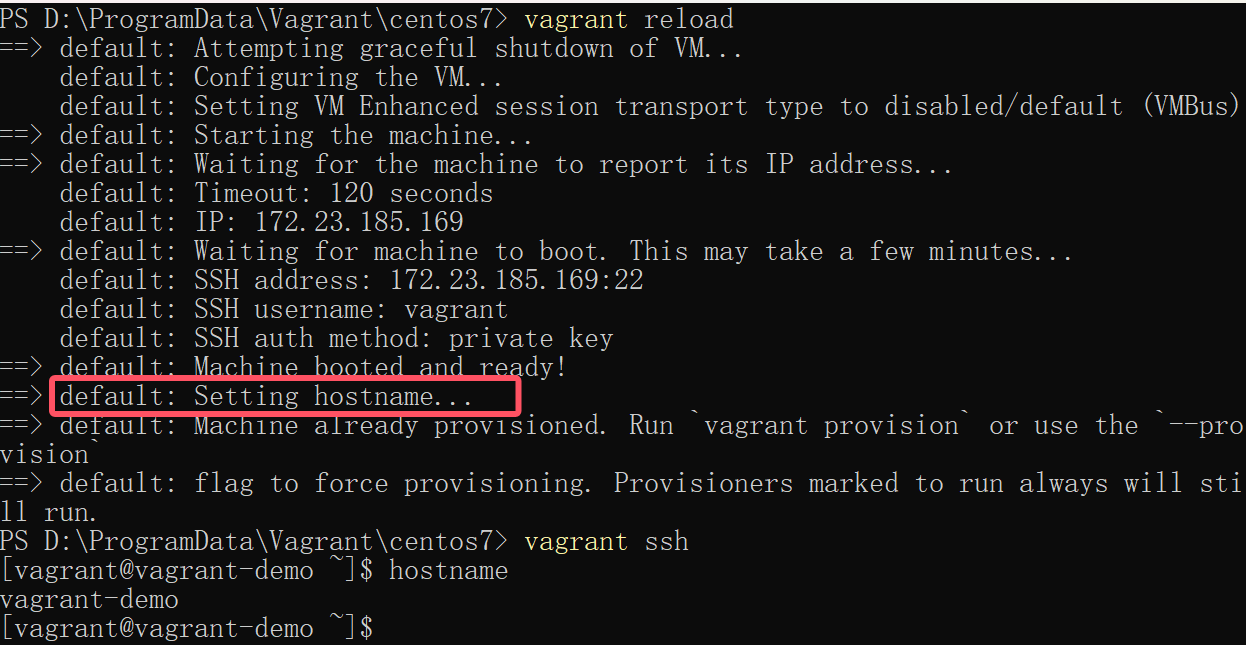 PS D:\ProgramData\Vagrant\centos7> vagrant reload
==> default: Attempting graceful shutdown of VM...
    default: Configuring the VM...
    default: Setting VM Enhanced session transport type to disabled/default (VMBus)
==> default: Starting the machine...
==> default: Waiting for the machine to report its IP address...
    default: Timeout: 120 seconds
    default: IP: 172.23.185.169
==> default: Waiting for machine to boot. This may take a few minutes...
    default: SSH address: 172.23.185.169:22
    default: SSH username: vagrant
    default: SSH auth method: private key
==> default: Machine booted and ready!
==> default: Setting hostname...
==> default: Machine already provisioned. Run `vagrant provision` or use the `--pro
vision`
==> default: flag to force provisioning. Provisioners marked to run always will sti
ll run.
PS D:\ProgramData\Vagrant\centos7> vagrant ssh
[vagrant@vagrant-demo ~]$ hostname
vagrant-demo
[vagrant@vagrant-demo ~]$